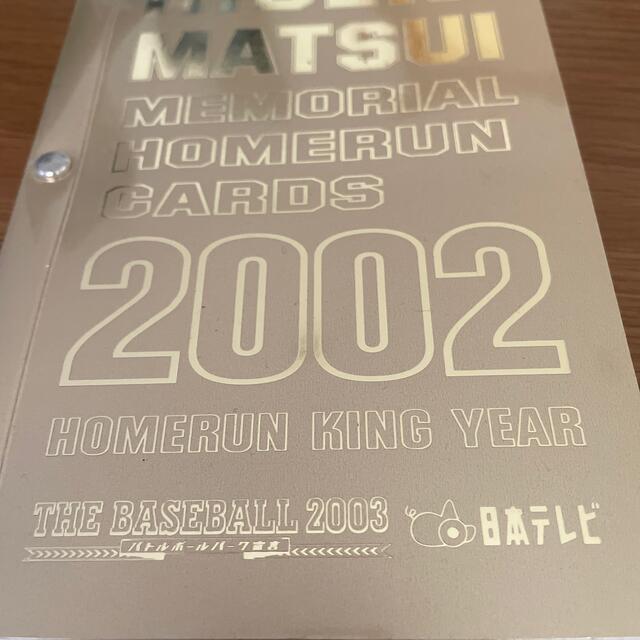 MATSUI
MEMORIAL
HOMERUN
CARDS
2002
HOMERUN KING YEAR
THE BASEBALL 2003
バトルボールパーク宣言
日本テレビ